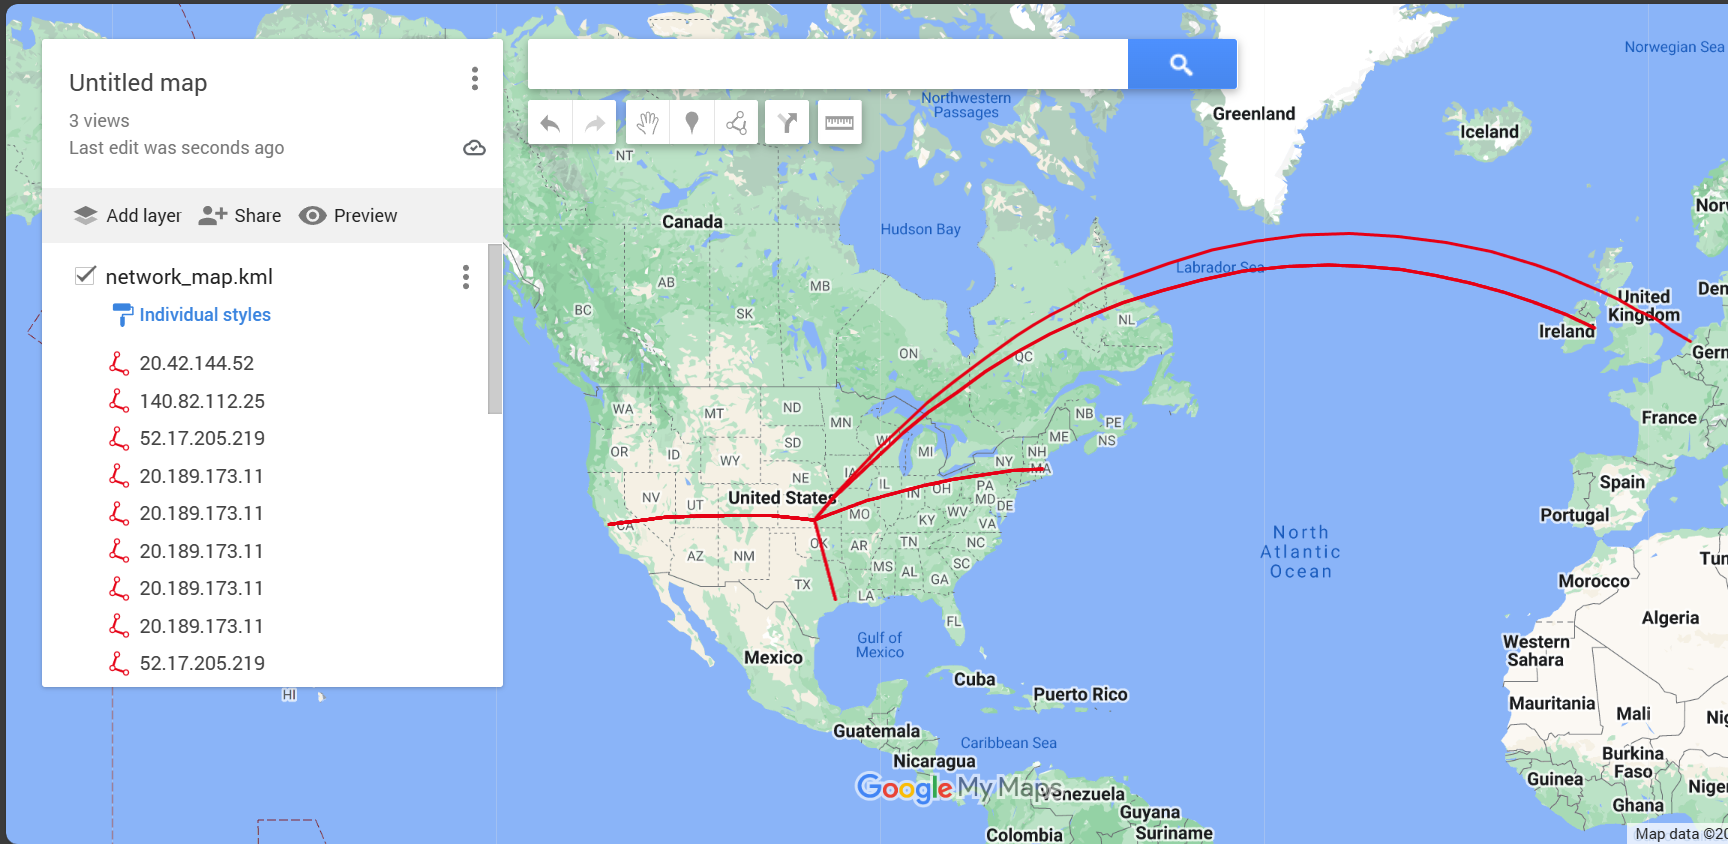 Untitled map
3 views
Last edit was seconds ago
Add layer
Share
Preview
network_map.kml
Individual styles
20.42.144.52
140.82.112.25
52.17.205.219
20.189.173.11
20.189.173.11
20.189.173.11
20.189.173.11
20.189.173.11
52.17.205.219
Norwegian Sea
Northwestern
Passages
Greenland
Iceland
NT
Canada
Hudson Bay
Nor
Labrador Sea
AB
MB
BC
SK
NL
United
Kingdom
Den
Ireland
Germ
ON
QC
WA
MT
ND
MN
NB
PE
NS
ME
France
OR
ID
SD
WI
MI
NH
NY
MA
WY
NE
IA
IL
IN
OH
PA
MD
DE
NV
UT
United States
Spain
CA
MO
KY
WV
VA
Portugal
OK
AR
TN
NC
North
Atlantic
Ocean
AZ
NM
MS
AL
SC
GA
Tun
Morocco
TX
LA
FL
Algeria
Gulf of
Mexico
Western
Sahara
Mexico
Cuba
Puerto Rico
HI
Mauritania
Mali
Nig
Guatemala
Caribbean Sea
Nicaragua
Burkina
Faso
Google My Maps
Venezuela
Guinea
Niger
Ghana
Guyana
Colombia
Suriname
Map data ©20